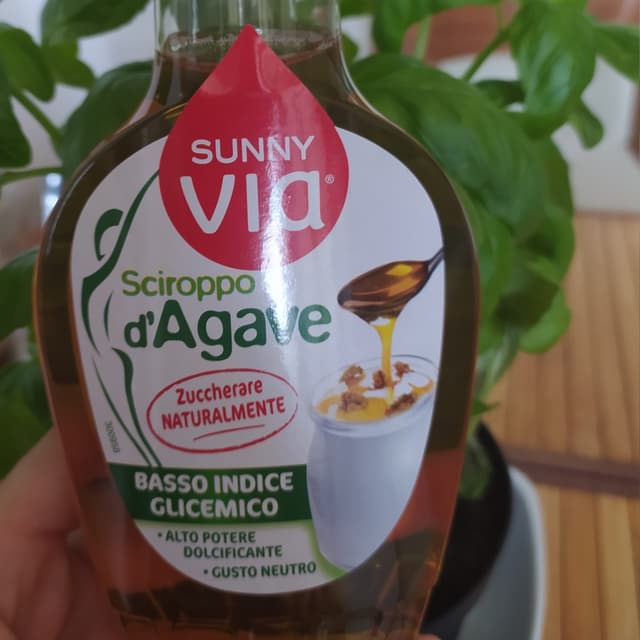 SUNNY
via®
Sciroppo
d'Agave
Zuccherare
NATURALMENTE
BASSO INDICE
GLICEMICO
• ALTO POTERE
DOLCIFICANTE
• GUSTO NEUTRO